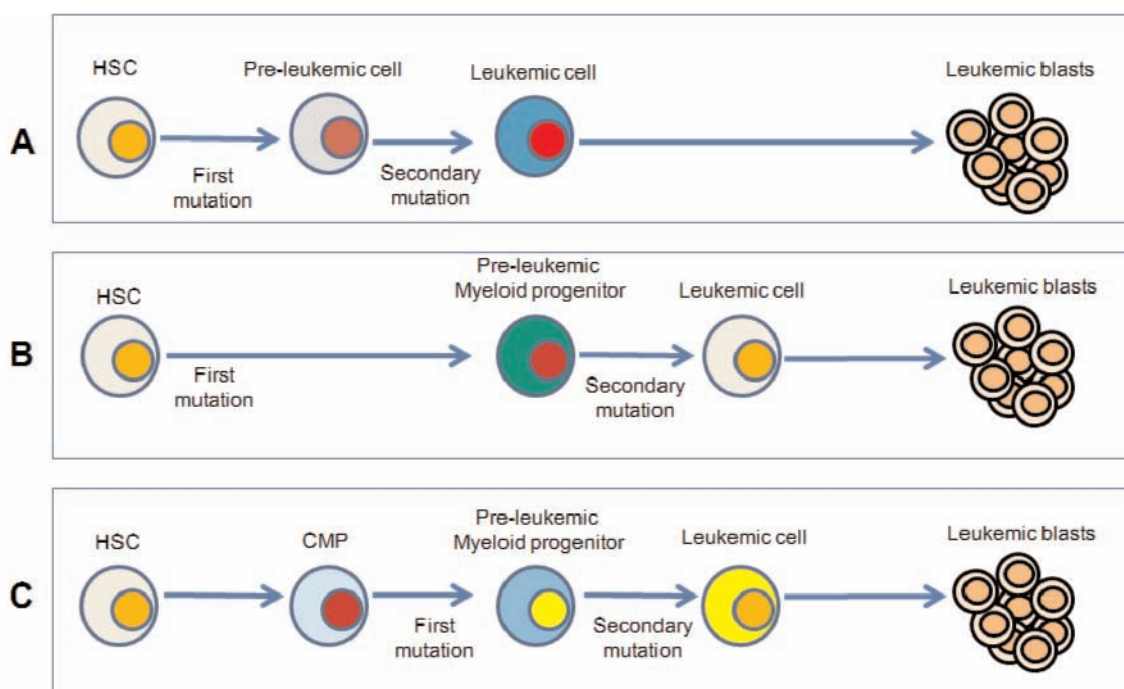 A
HSC
Pre-leukemic cell
Leukemic cell
Leukemic blasts
First
mutation
Secondary
mutation
B
HSC
Pre-leukemic
Myeloid progenitor
Leukemic cell
Leukemic blasts
First
mutation
Secondary
mutation
C
HSC
CMP
Pre-leukemic
Myeloid progenitor
Leukemic cell
Leukemic blasts
First
mutation
Secondary
mutation